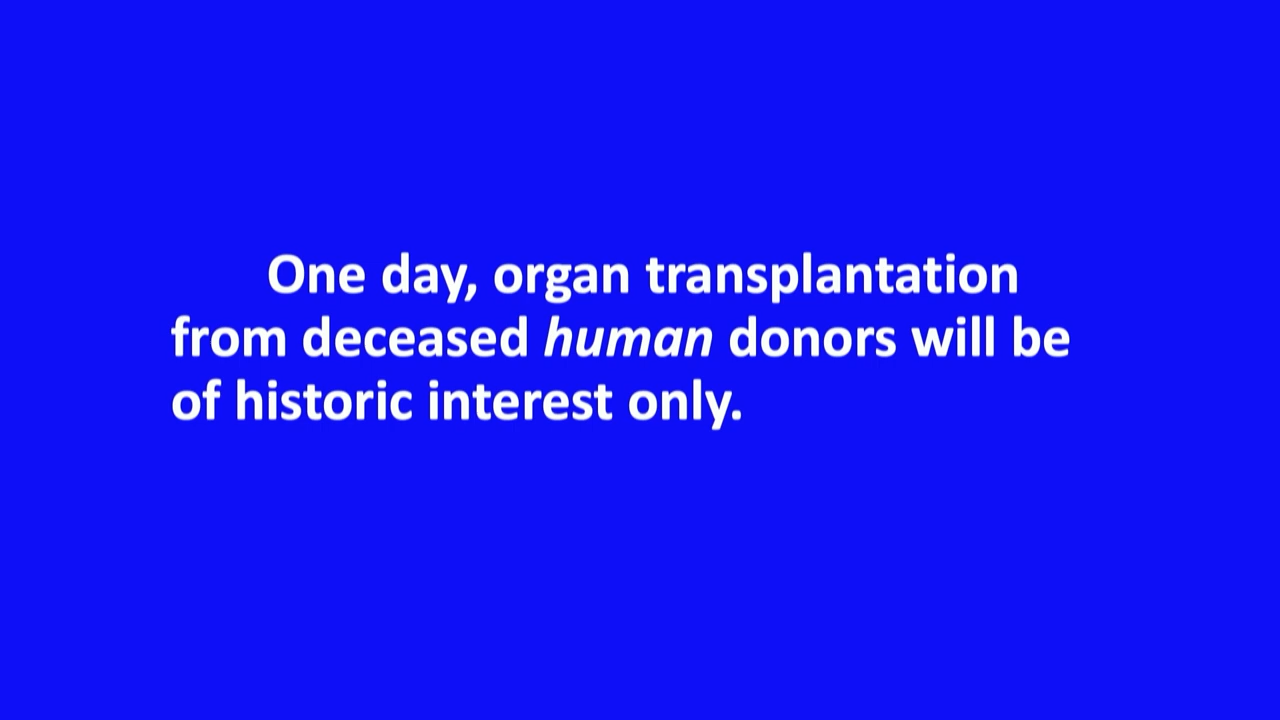 One day, organ transplantation
from deceased human donors will be
of historic interest only.